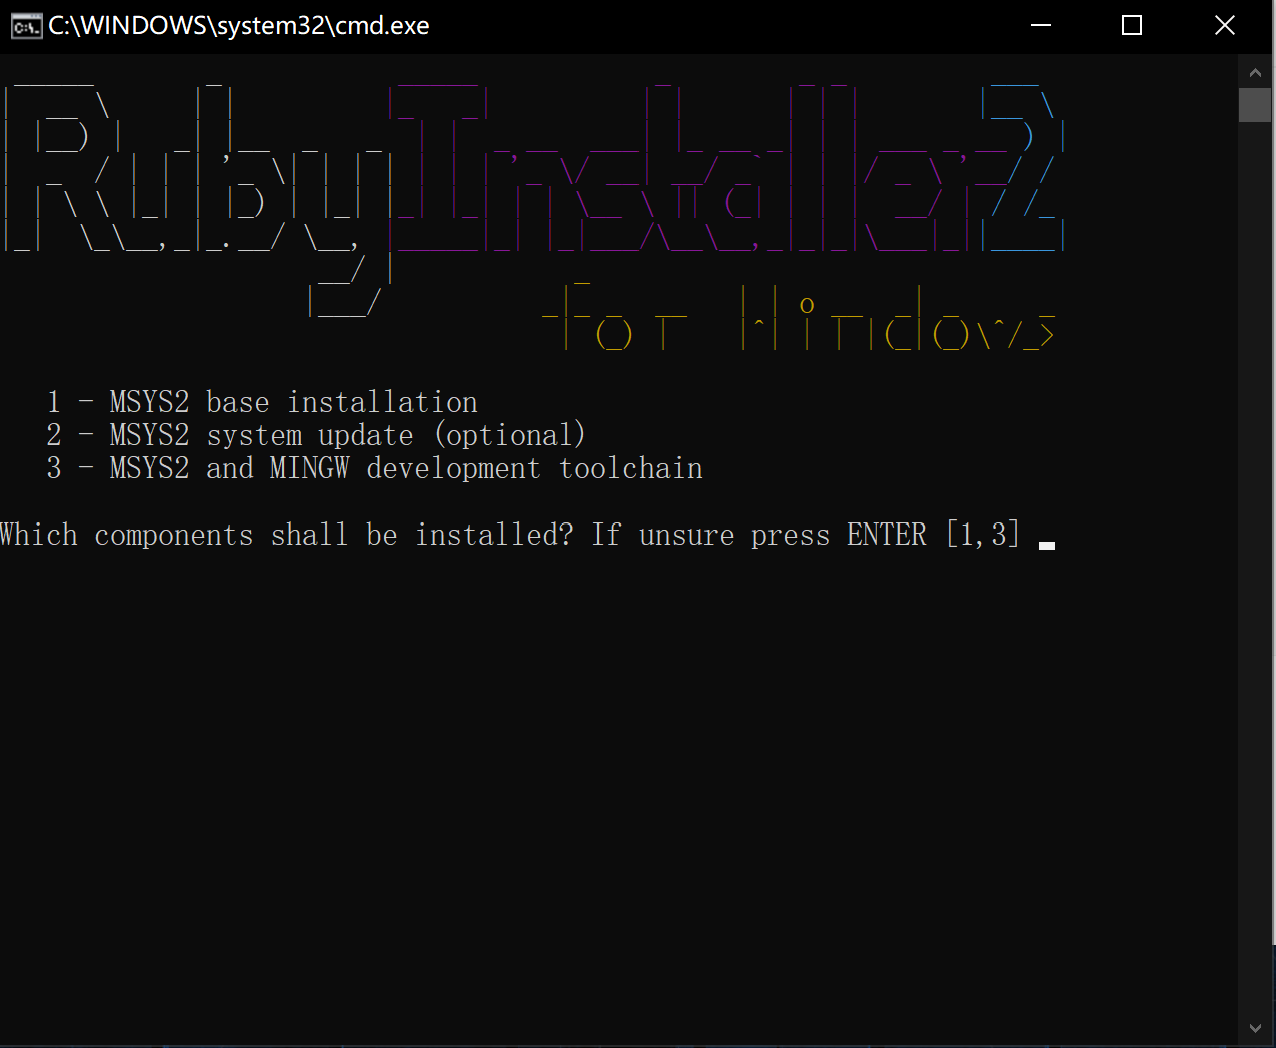 C:\WINDOWS\system32\cmd.exe
RubyInstaller2
for Windows
1 - MSYS2 base installation
2 - MSYS2 system update (optional)
3 - MSYS2 and MINGW development toolchain
Which components shall be installed? If unsure press ENTER [1,3]